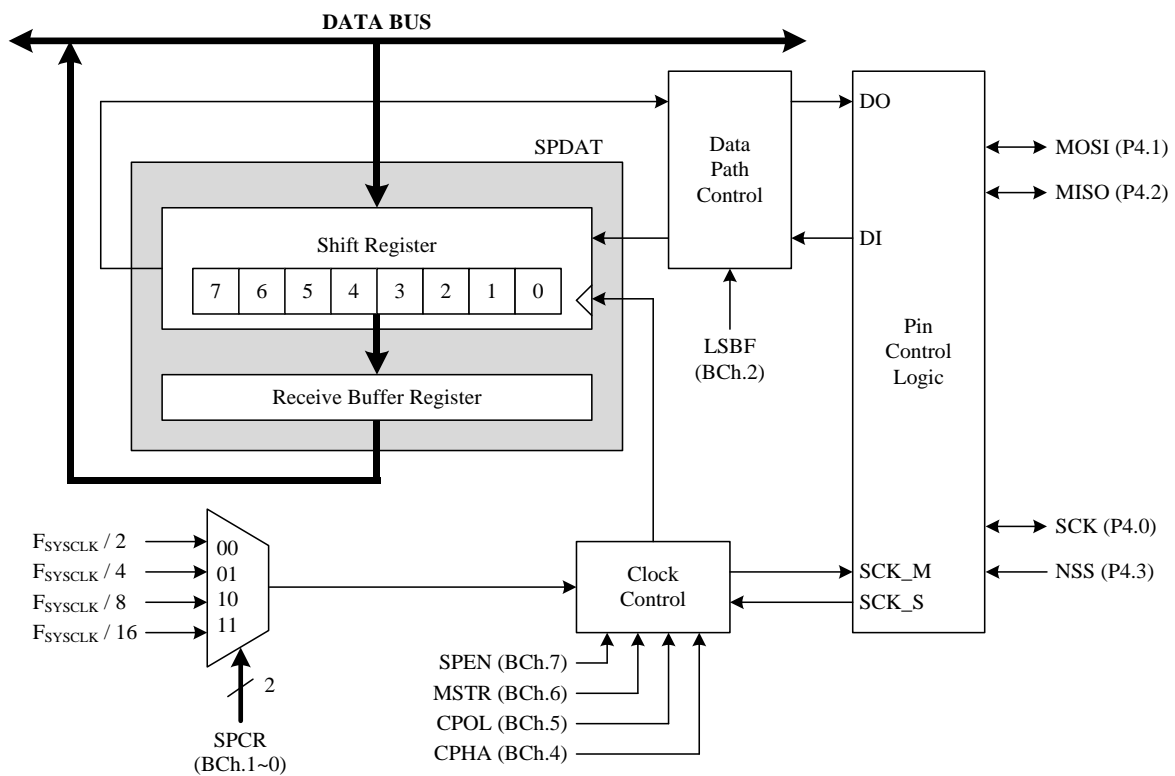 DATA BUS
SPDAT
Shift Register
7 6 5 4 3 2 1 0
Receive Buffer Register
Data
Path
Control
LSBF
(BCh.2)
DO
DI
Pin
Control
Logic
SCK_M
SCK_S
MOSI (P4.1)
MISO (P4.2)
SCK (P4.0)
NSS (P4.3)
FSYSCLK / 2
FSYSCLK / 4
FSYSCLK / 8
FSYSCLK / 16
00
01
10
11
2
SPCR
(BCh.1~0)
Clock
Control
SPEN (BCh.7)
MSTR (BCh.6)
CPOL (BCh.5)
CPHA (BCh.4)